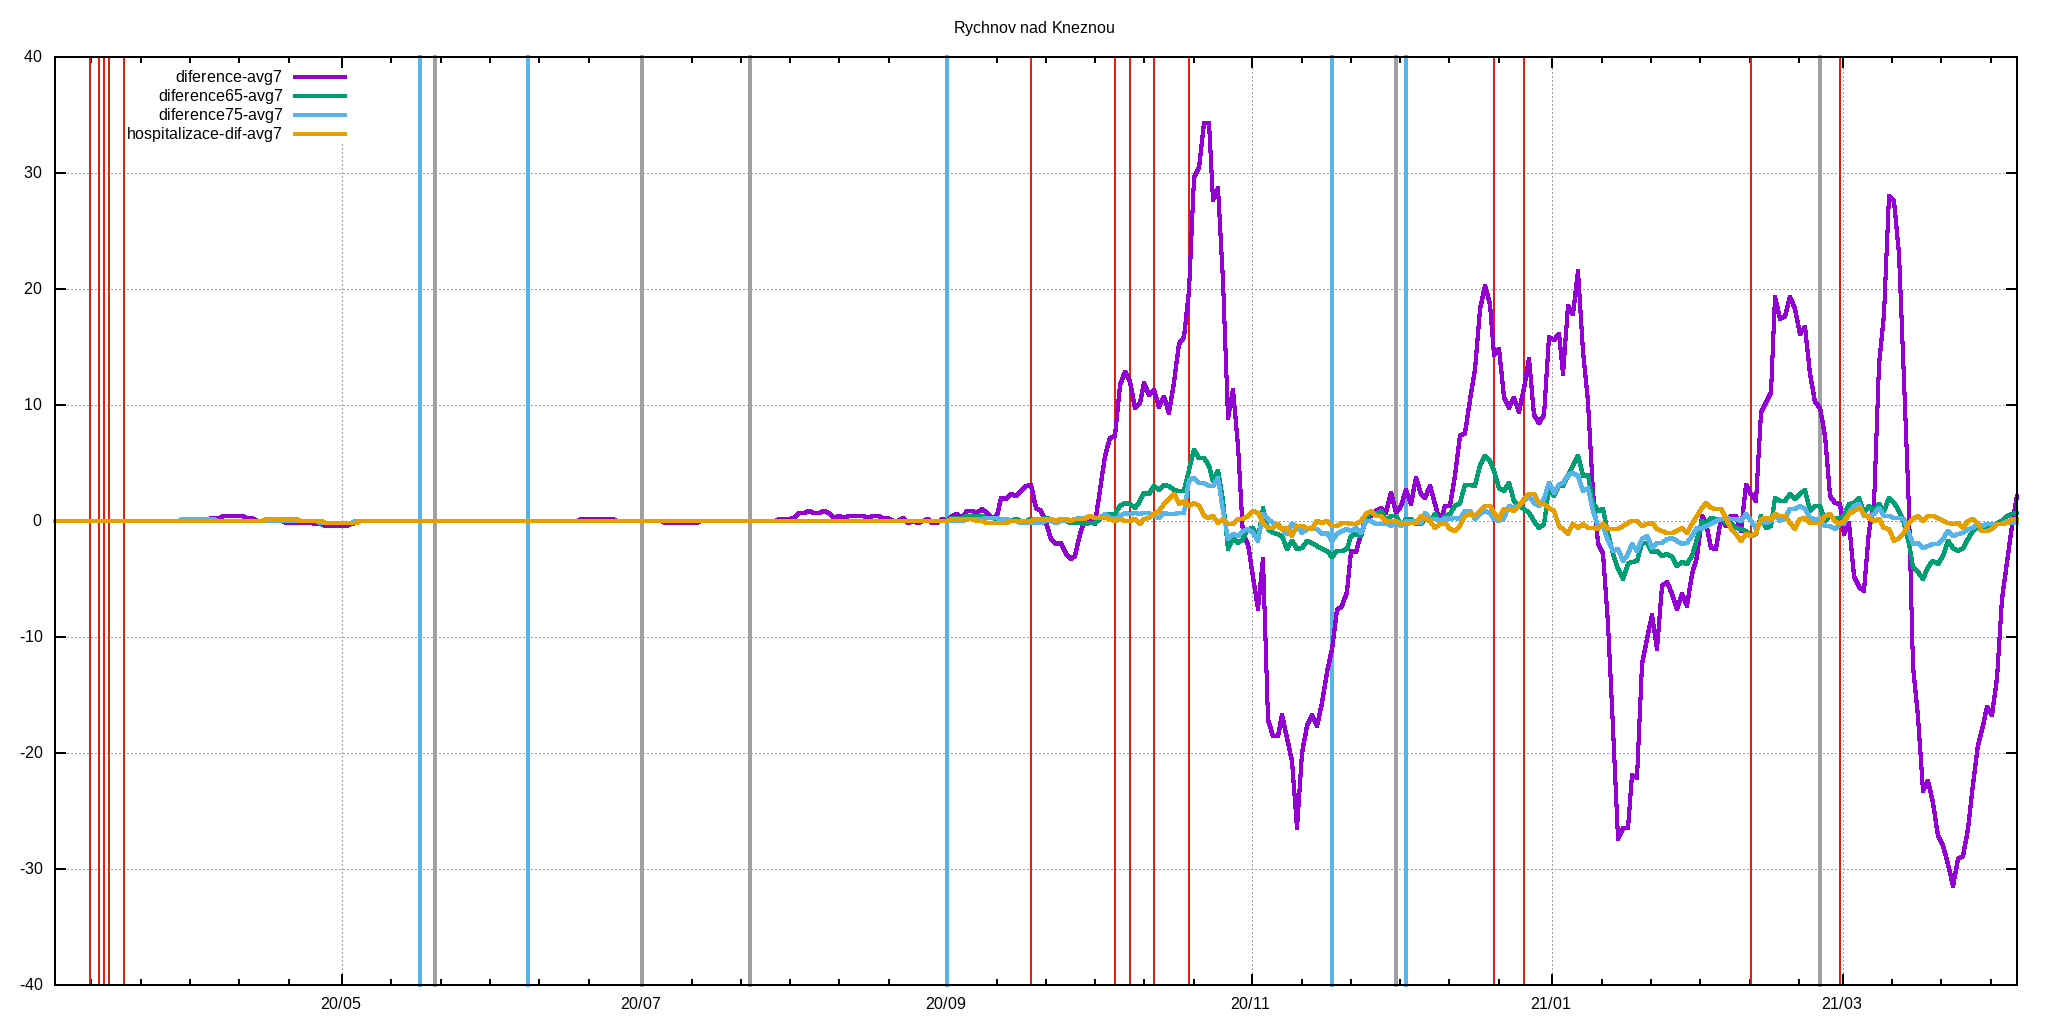 Rychnov nad Kneznou
diference-avg7
diference65-avg7
diference75-avg7
hospitalizace-dif-avg7
40
30
20
10
0
-10
-20
-30
-40
20/05 20/07 20/09 20/11 21/01 21/03